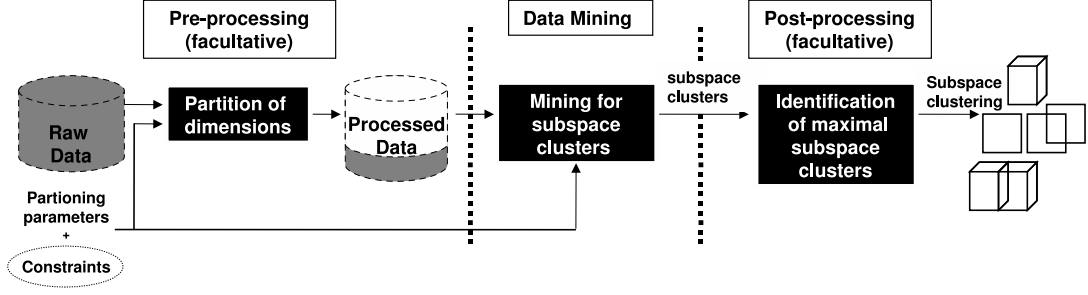 Pre-processing
(facultative)
Data Mining
Post-processing
(facultative)
Raw
Data
Partition of
dimensions
Processed
Data
Mining for
subspace
clusters
subspace
clusters
Identification
of maximal
subspace
clusters
Subspace
clustering
Partioning
parameters
+
Constraints